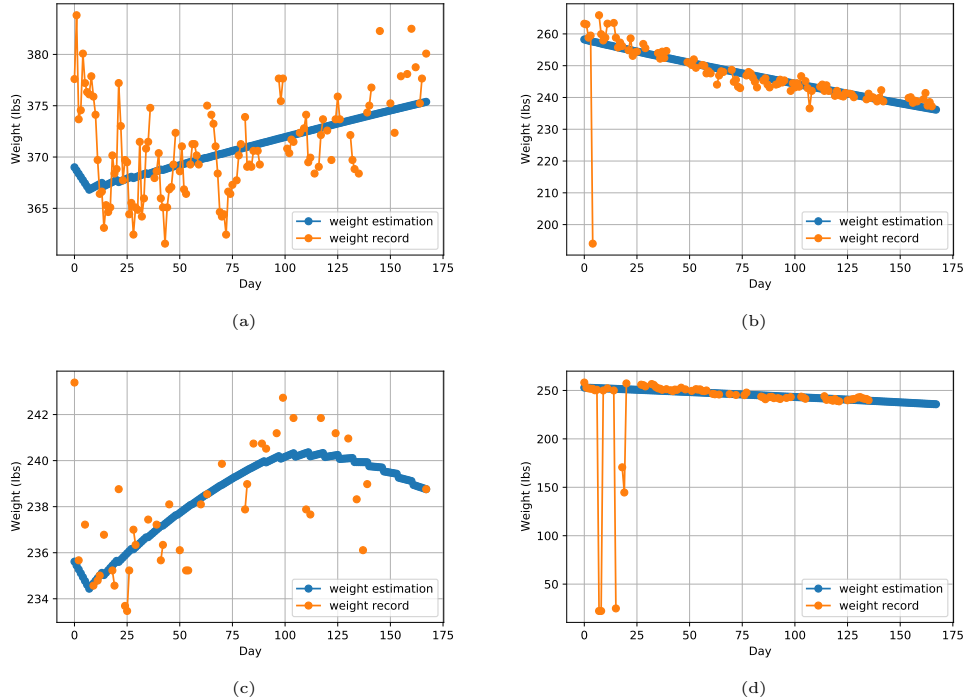 380
375
370
365
Weight (lbs)
weight estimation
weight record
0 25 50 75 100 125 150 175
Day
(a)
260
250
240
230
220
210
200
Weight (lbs)
weight estimation
weight record
0 25 50 75 100 125 150 175
Day
(b)
242
240
238
236
234
Weight (lbs)
weight estimation
weight record
0 25 50 75 100 125 150 175
Day
(c)
250
200
150
100
50
Weight (lbs)
weight estimation
weight record
0 25 50 75 100 125 150 175
Day
(d)